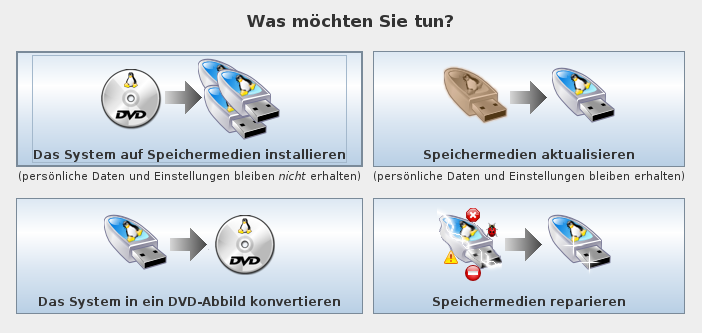 Was möchten Sie tun?
DVD
Das System auf Speichermedien installieren
Speichermedien aktualisieren
(persönliche Daten und Einstellungen bleiben nicht erhalten)
(persönliche Daten und Einstellungen bleiben erhalten)
DVD
Das System in ein DVD-Abbild konvertieren
Speichermedien reparieren